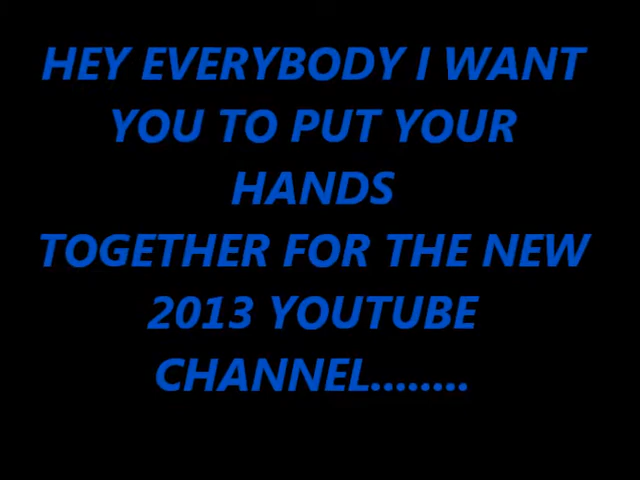 HEY EVERYBODY I WANT
YOU TO PUT YOUR
HANDS
TOGETHER FOR THE NEW
2013 YOUTUBE
CHANNEL........